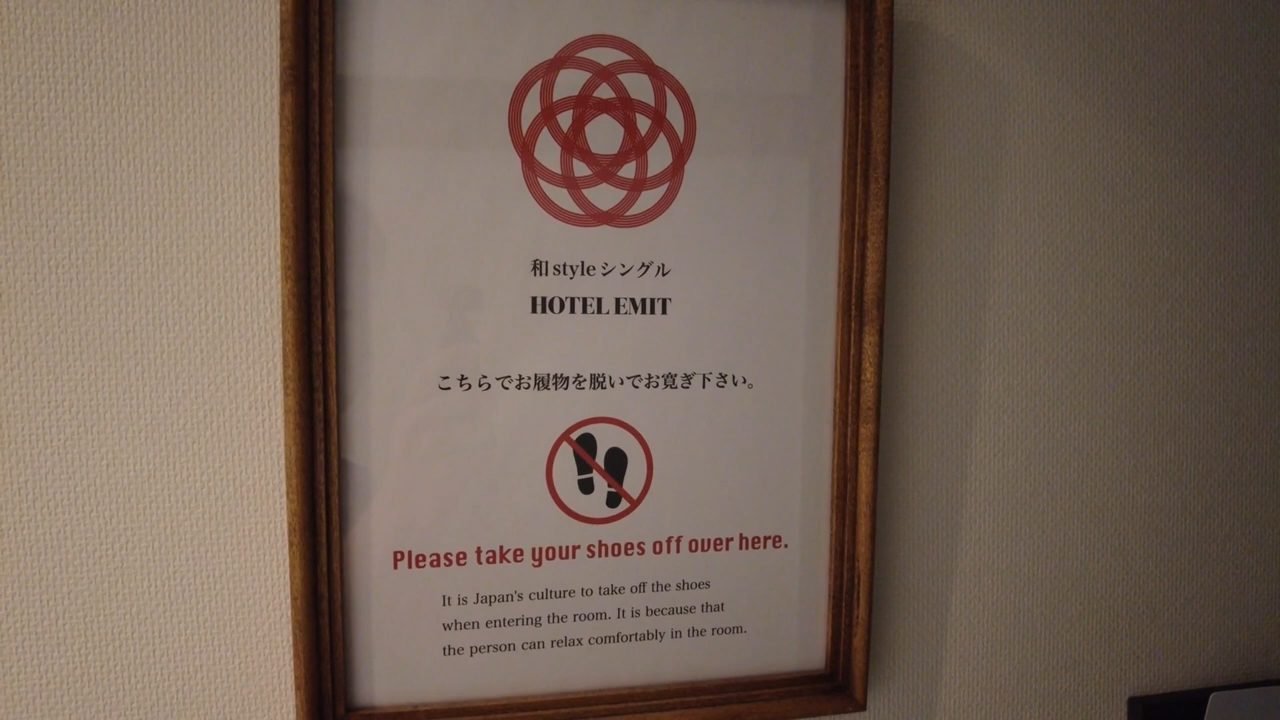 和styleシングル
HOTEL EMIT
こちらでお履物を脱いでお寛ぎ下さい。
Please take your shoes off over here.
It is Japan's culture to take off the shoes
when entering the room. It is because that
the person can relax comfortably in the room.